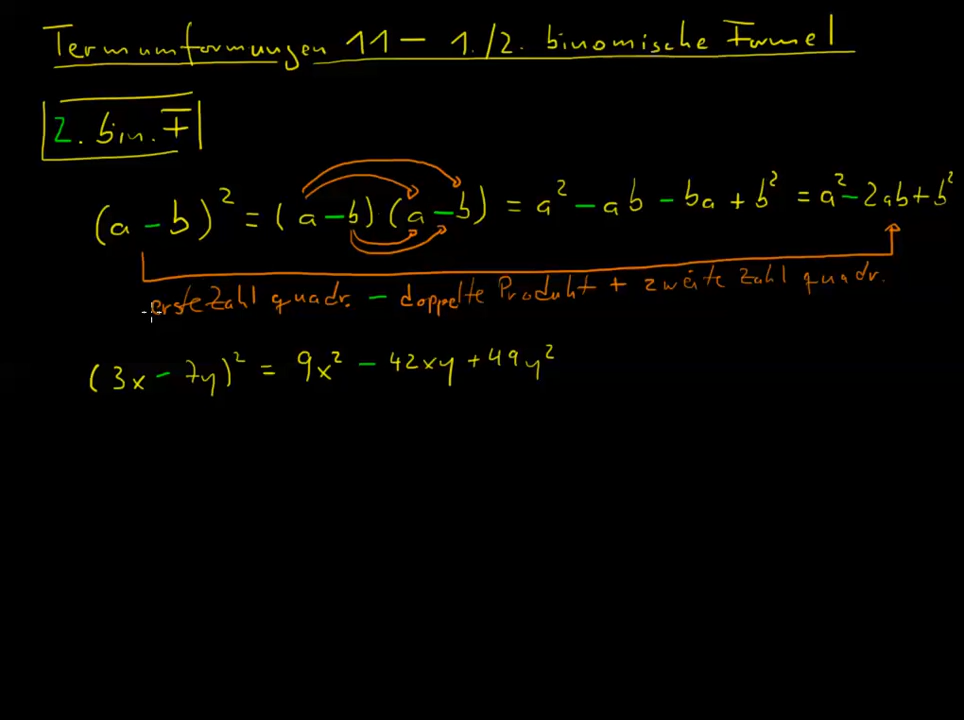 Termumformungen 11 – 1./2. binomische Formel
2. bin. F
(a - b)² = (a - b)(a - b) = a² - ab - ba + b² = a² - 2ab + b²
erste Zahl quadr. - doppelte Produkt + zweite Zahl quadr.
(3x - 7y)² = 9x² - 42xy + 49y²